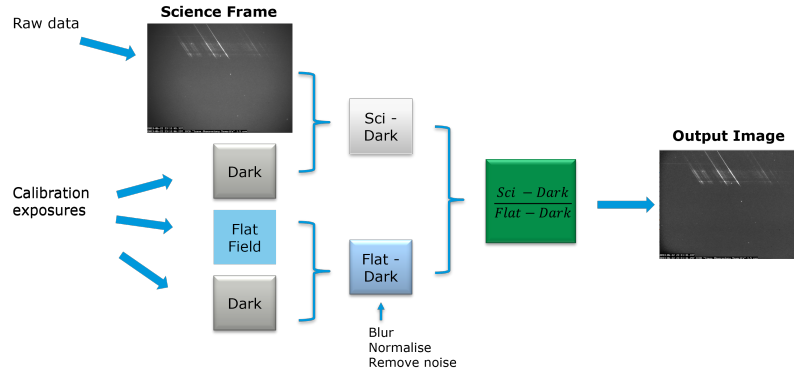 Science Frame
Raw data
Sci -
Dark
Output Image
Dark
Calibration
exposures
Sci - Dark
Flat - Dark
Flat
Field
Flat -
Dark
Dark
Blur
Normalise
Remove noise